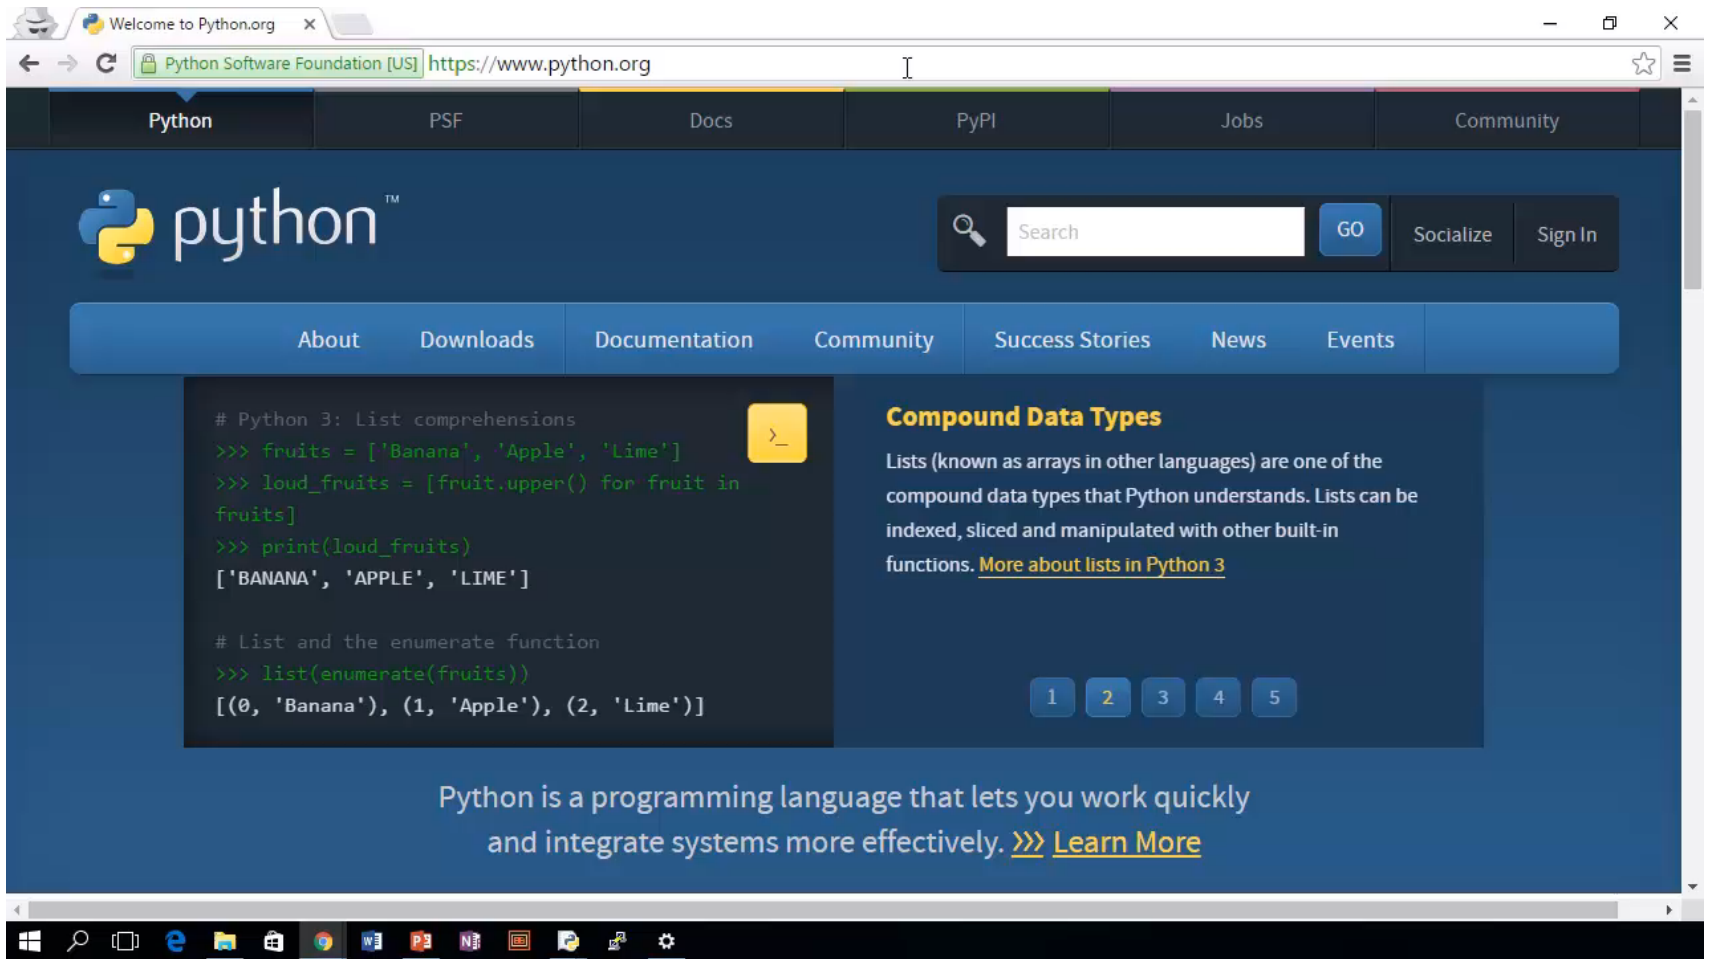 Welcome to Python.org
Python Software Foundation [US] https://www.python.org
Python PSF Docs PyPI Jobs Community
python™
Search GO Socialize Sign In
About Downloads Documentation Community Success Stories News Events
# Python 3: List comprehensions
>>> fruits = ['Banana', 'Apple', 'Lime']
>>> loud_fruits = [fruit.upper() for fruit in
fruits]
>>> print(loud_fruits)
['BANANA', 'APPLE', 'LIME']
# List and the enumerate function
>>> list(enumerate(fruits))
[(0, 'Banana'), (1, 'Apple'), (2, 'Lime')]
>_
Compound Data Types
Lists (known as arrays in other languages) are one of the
compound data types that Python understands. Lists can be
indexed, sliced and manipulated with other built-in
functions. More about lists in Python 3
1 2 3 4 5
Python is a programming language that lets you work quickly
and integrate systems more effectively. >>> Learn More